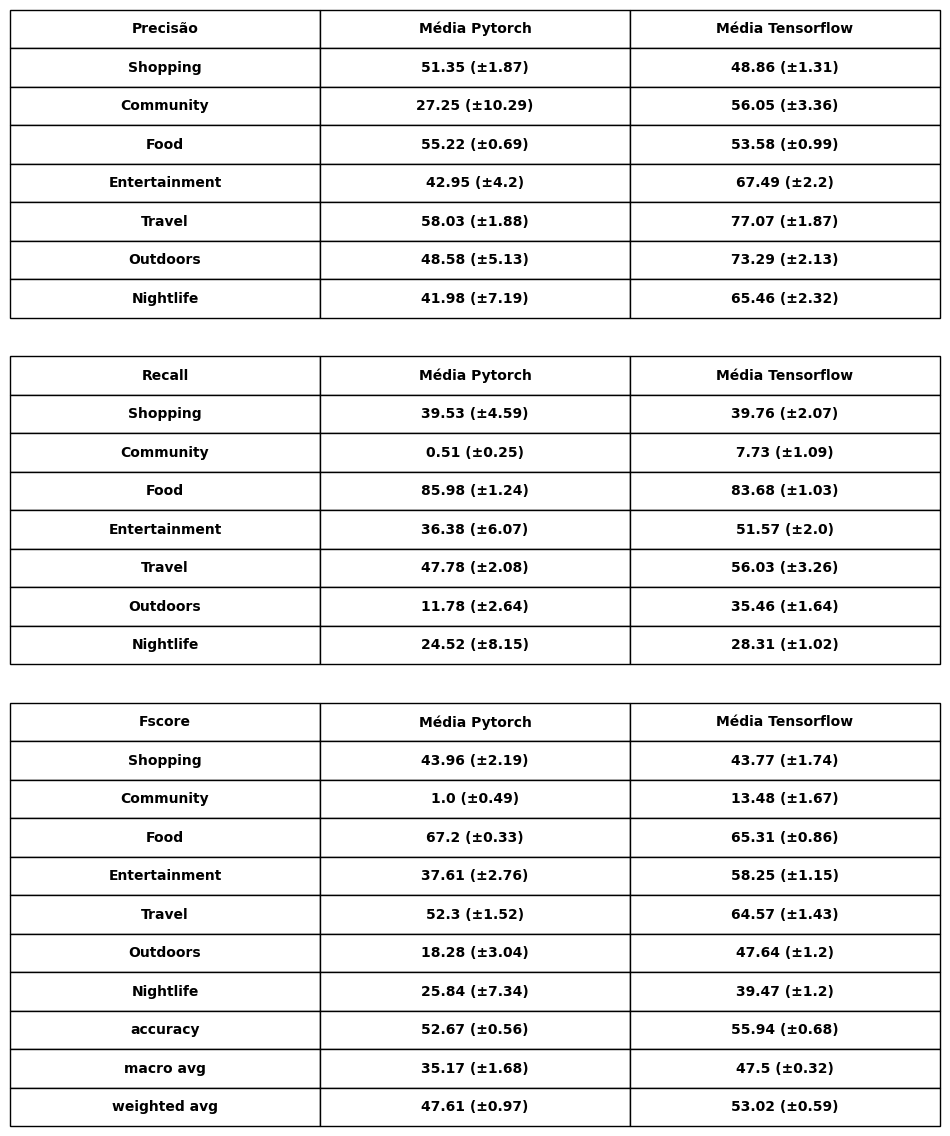 Precisão Média Pytorch Média Tensorflow
Shopping 51.35 (±1.87) 48.86 (±1.31)
Community 27.25 (±10.29) 56.05 (±3.36)
Food 55.22 (±0.69) 53.58 (±0.99)
Entertainment 42.95 (±4.2) 67.49 (±2.2)
Travel 58.03 (±1.88) 77.07 (±1.87)
Outdoors 48.58 (±5.13) 73.29 (±2.13)
Nightlife 41.98 (±7.19) 65.46 (±2.32)
Recall Média Pytorch Média Tensorflow
Shopping 39.53 (±4.59) 39.76 (±2.07)
Community 0.51 (±0.25) 7.73 (±1.09)
Food 85.98 (±1.24) 83.68 (±1.03)
Entertainment 36.38 (±6.07) 51.57 (±2.0)
Travel 47.78 (±2.08) 56.03 (±3.26)
Outdoors 11.78 (±2.64) 35.46 (±1.64)
Nightlife 24.52 (±8.15) 28.31 (±1.02)
Fscore Média Pytorch Média Tensorflow
Shopping 43.96 (±2.19) 43.77 (±1.74)
Community 1.0 (±0.49) 13.48 (±1.67)
Food 67.2 (±0.33) 65.31 (±0.86)
Entertainment 37.61 (±2.76) 58.25 (±1.15)
Travel 52.3 (±1.52) 64.57 (±1.43)
Outdoors 18.28 (±3.04) 47.64 (±1.2)
Nightlife 25.84 (±7.34) 39.47 (±1.2)
accuracy 52.67 (±0.56) 55.94 (±0.68)
macro avg 35.17 (±1.68) 47.5 (±0.32)
weighted avg 47.61 (±0.97) 53.02 (±0.59)